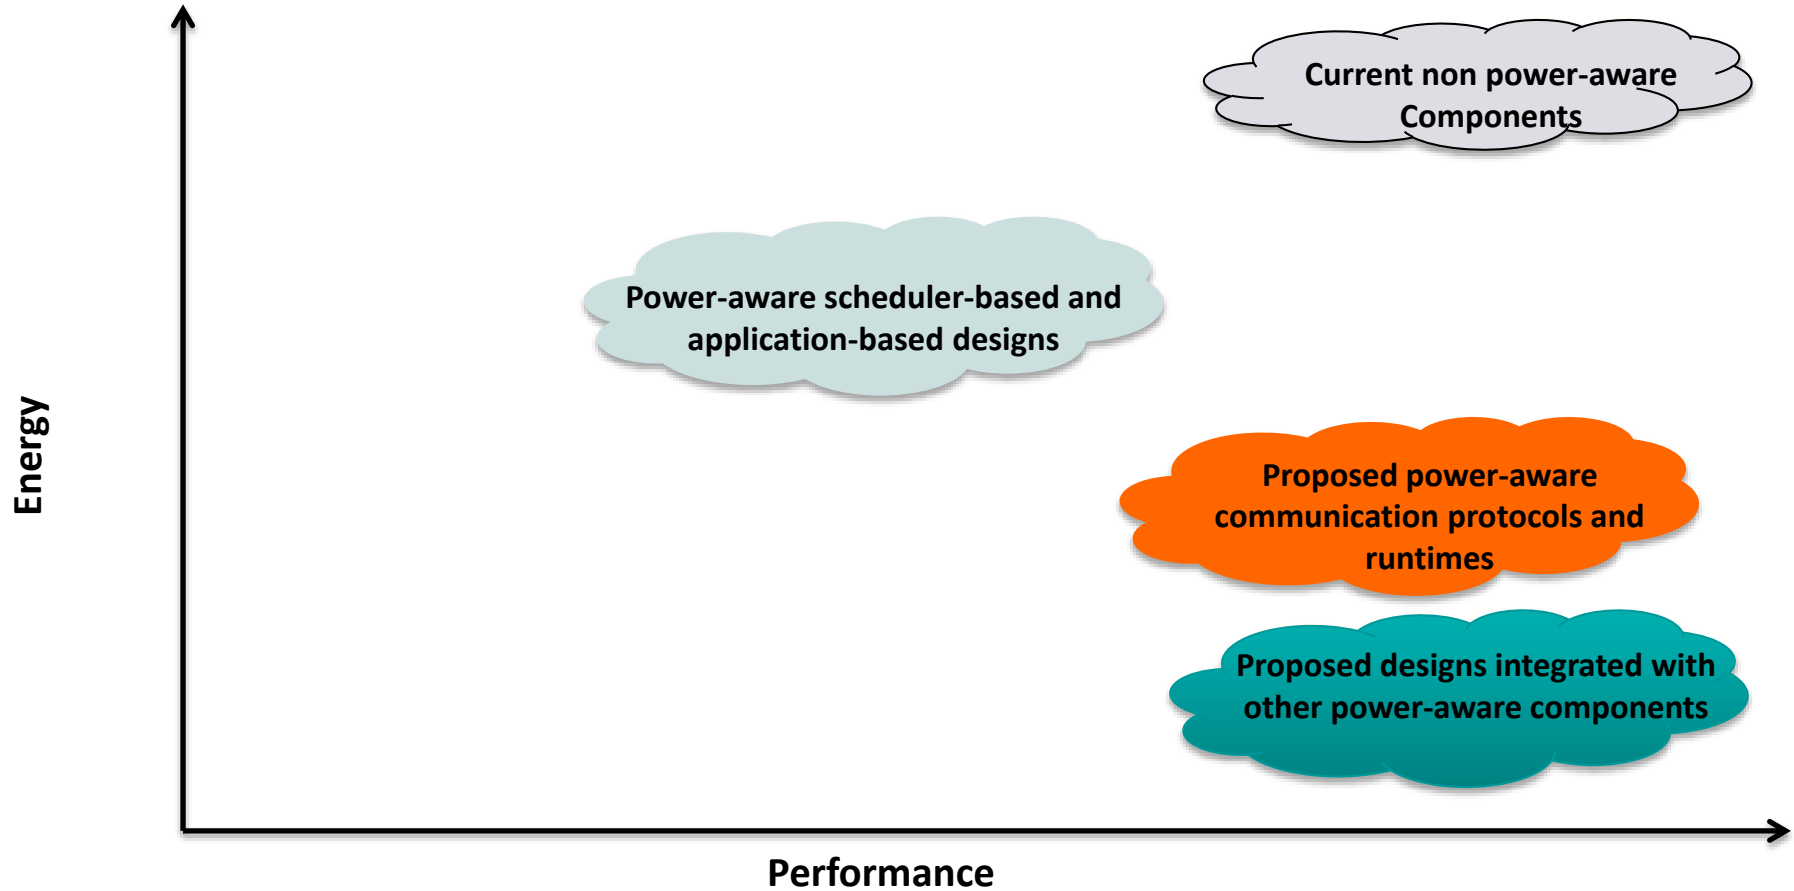 Current non power-aware
Components
Power-aware scheduler-based and
application-based designs
Energy
Proposed power-aware
communication protocols and
runtimes
Proposed designs integrated with
other power-aware components
Performance